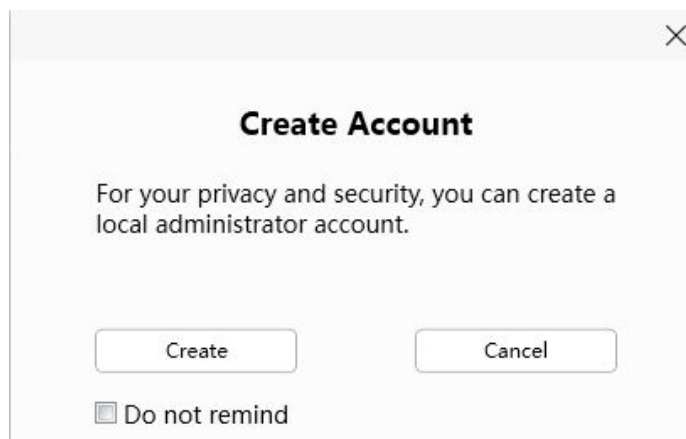 Create Account
For your privacy and security, you can create a
local administrator account.
Create
Cancel
Do not remind